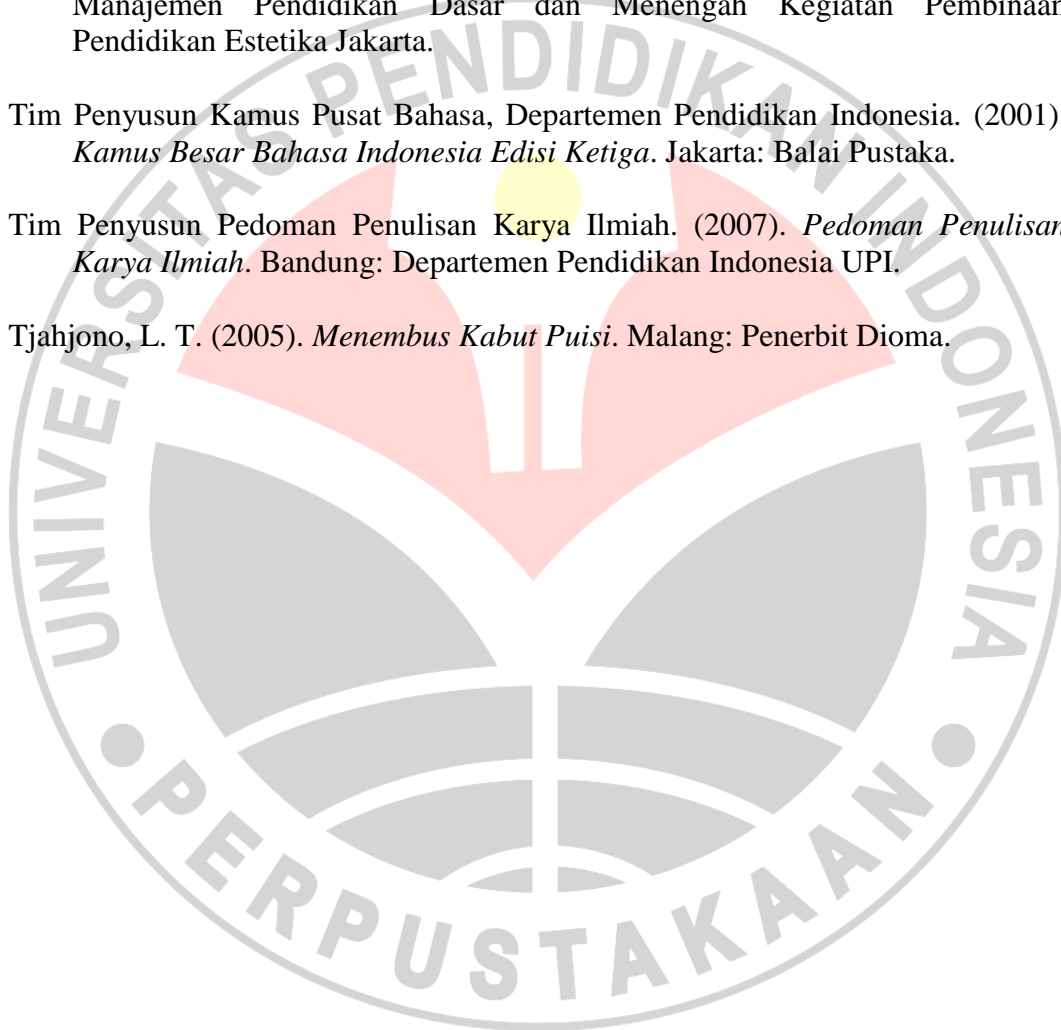 Manajemen Pendidikan Dasar dan Menengah Kegiatan Pembinaan
Pendidikan Estetika Jakarta.
Tim Penyusun Kamus Pusat Bahasa, Departemen Pendidikan Indonesia. (2001).
Kamus Besar Bahasa Indonesia Edisi Ketiga. Jakarta: Balai Pustaka.
Tim Penyusun Pedoman Penulisan Karya Ilmiah. (2007). Pedoman Penulisan
Karya Ilmiah. Bandung: Departemen Pendidikan Indonesia UPI.
Tjahjono, L. T. (2005). Menembus Kabut Puisi. Malang: Penerbit Dioma.
UNIVERSITAS PENDIDIKAN INDONESIA
PERPUSTAKAAN